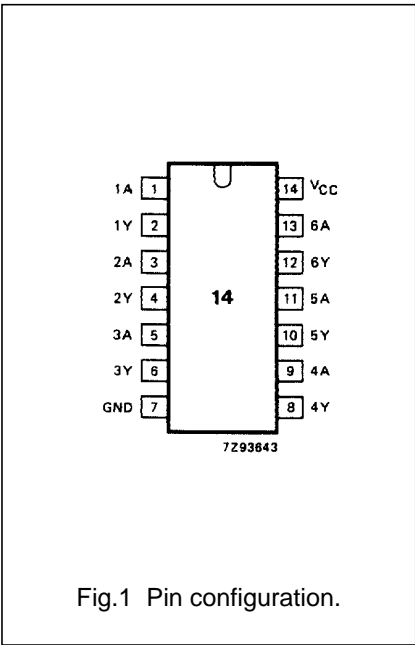 1A 1 14 VCC
1Y 2 13 6A
2A 3 12 6Y
2Y 4 14 11 5A
3A 5 10 5Y
3Y 6 9 4A
GND 7 8 4Y
7Z93643
Fig.1 Pin configuration.